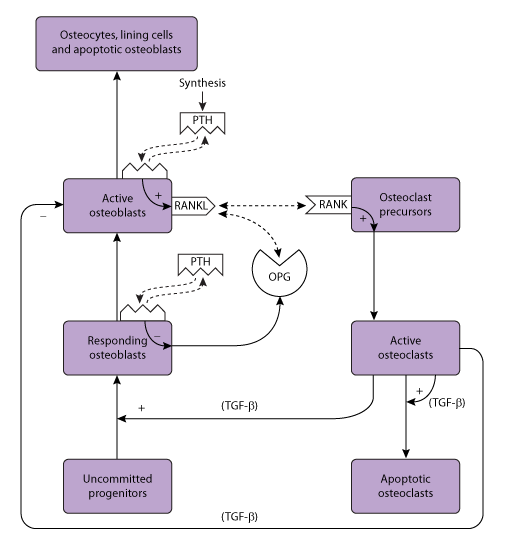 Osteocytes, lining cells
and apoptotic osteoblasts
Synthesis
PTH
+
Active
osteoblasts
RANKL
RANK
Osteoclast
precursors
+
–
OPG
PTH
Responding
osteoblasts
–
Active
osteoclasts
+
(TGF-β)
+
(TGF-β)
Uncommitted
progenitors
Apoptotic
osteoclasts
(TGF-β)